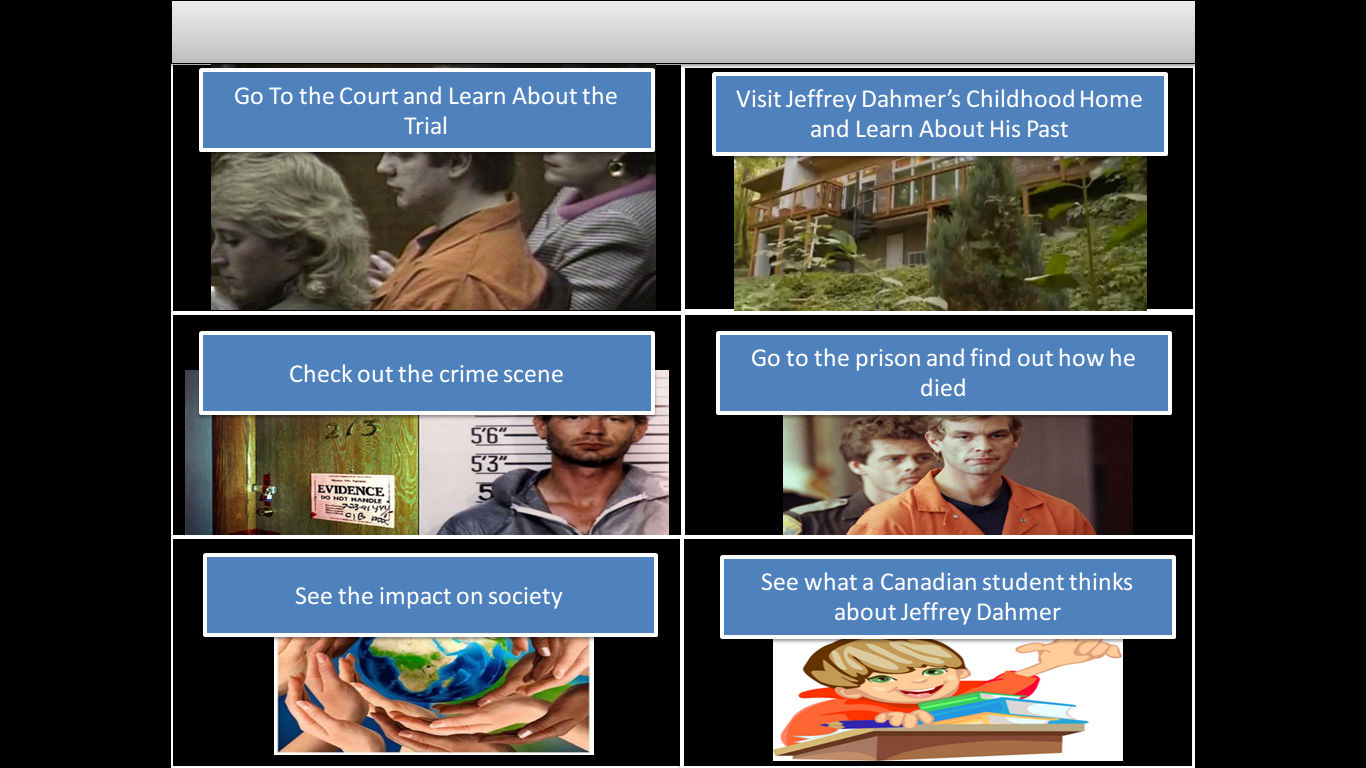 Go To the Court and Learn About the
Trial
Visit Jeffrey Dahmer’s Childhood Home
and Learn About His Past
Check out the crime scene
213
EVIDENCE
DO NOT HANDLE
CIB
5'6"
5'3"
5
Go to the prison and find out how he
died
See the impact on society
See what a Canadian student thinks
about Jeffrey Dahmer